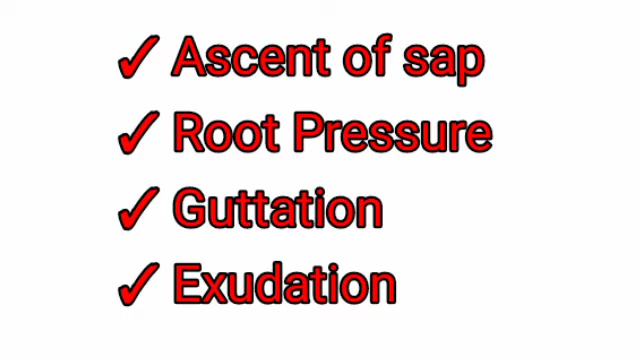 ✓ Ascent of sap
✓ Root Pressure
✓ Guttation
✓ Exudation